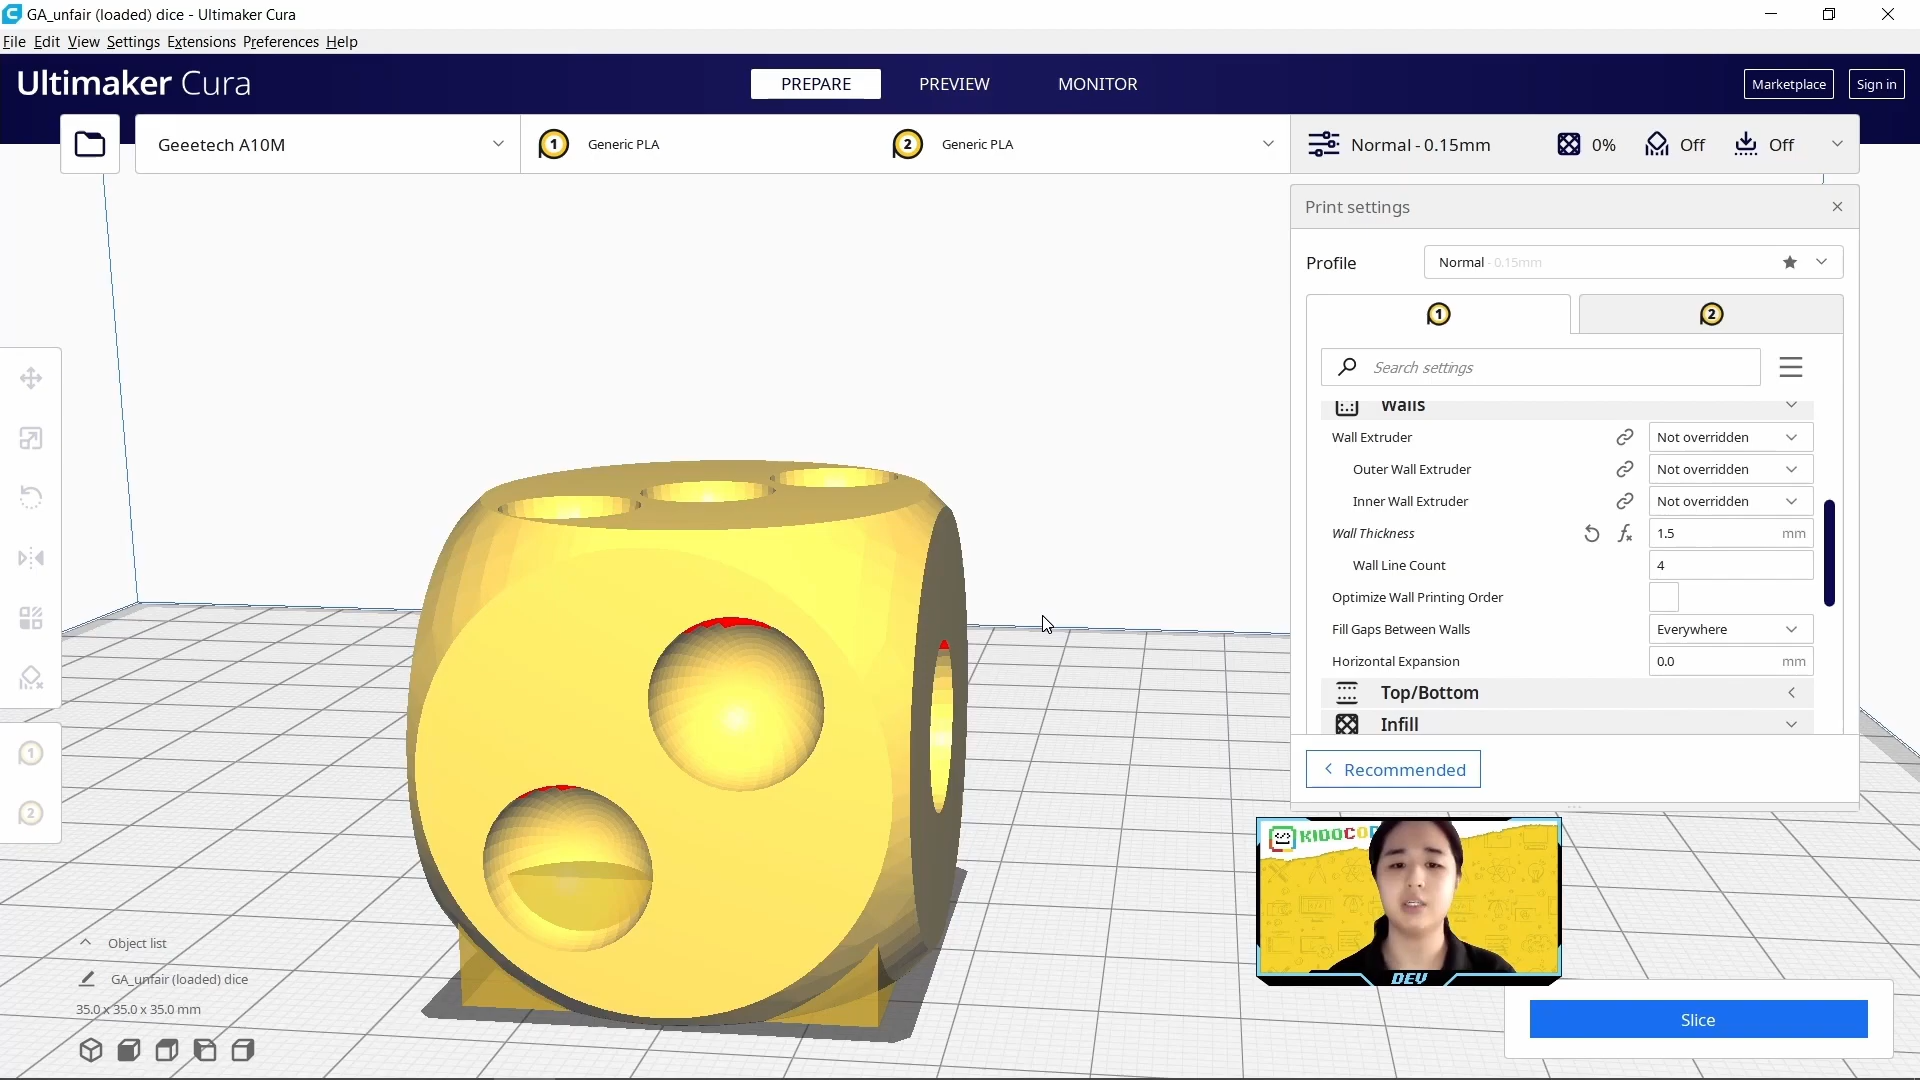 GA_unfair (loaded) dice - Ultimaker Cura
File Edit View Settings Extensions Preferences Help
Ultimaker Cura
PREPARE
PREVIEW
MONITOR
Marketplace
Sign in
Geeetech A10M
1 Generic PLA
2 Generic PLA
Normal - 0.15mm
0%
Off
Off
Print settings
Profile
Normal - 0.15mm
1
2
Search settings
Walls
Wall Extruder Not overridden
Outer Wall Extruder Not overridden
Inner Wall Extruder Not overridden
Wall Thickness 1.5 mm
Wall Line Count 4
Optimize Wall Printing Order
Fill Gaps Between Walls Everywhere
Horizontal Expansion 0.0 mm
Top/Bottom
Infill
Recommended
1
2
DEV
Object list
GA_unfair (loaded) dice
35.0 x 35.0 x 35.0 mm
Slice